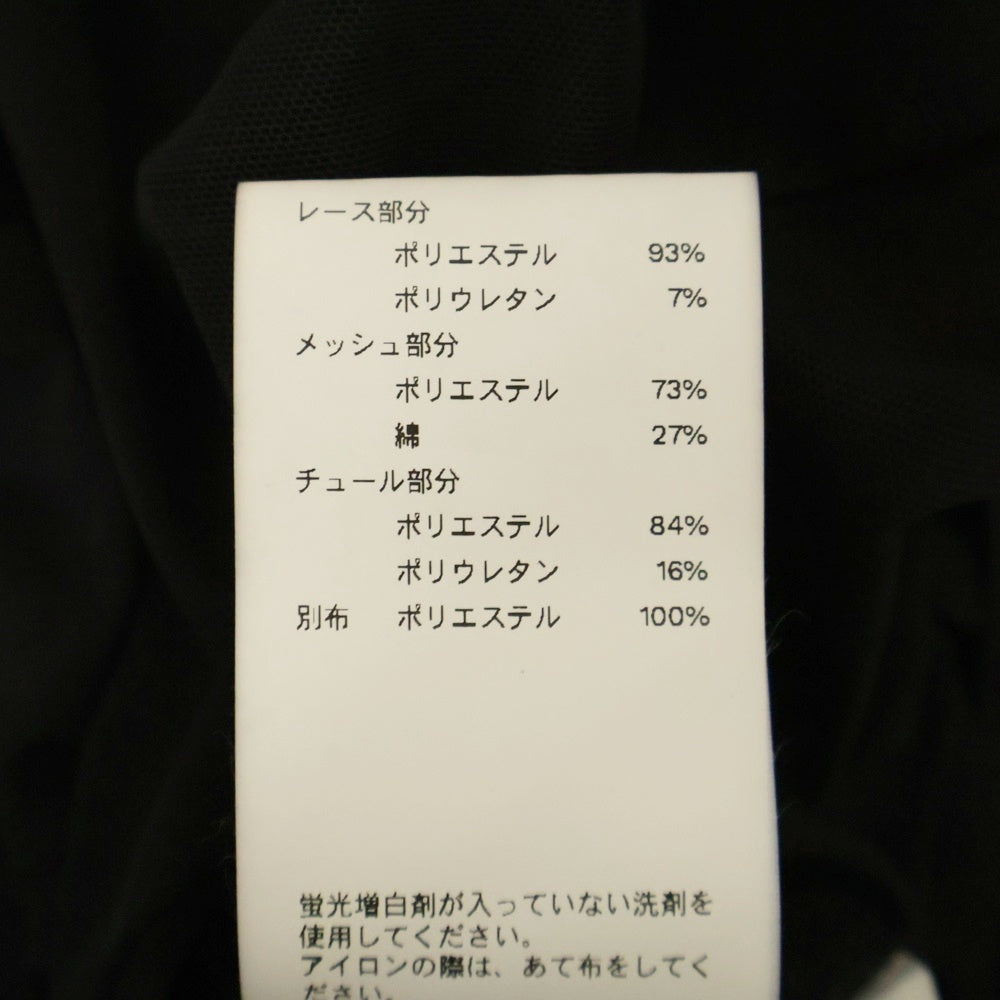 レース部分
ポリエステル 93%
ポリウレタン 7%
メッシュ部分
ポリエステル 73%
綿 27%
チュール部分
ポリエステル 84%
ポリウレタン 16%
別布 ポリエステル 100%
蛍光増白剤が入っていない洗剤を
使用してください。
アイロンの際は、あて布をしてく
ださい。